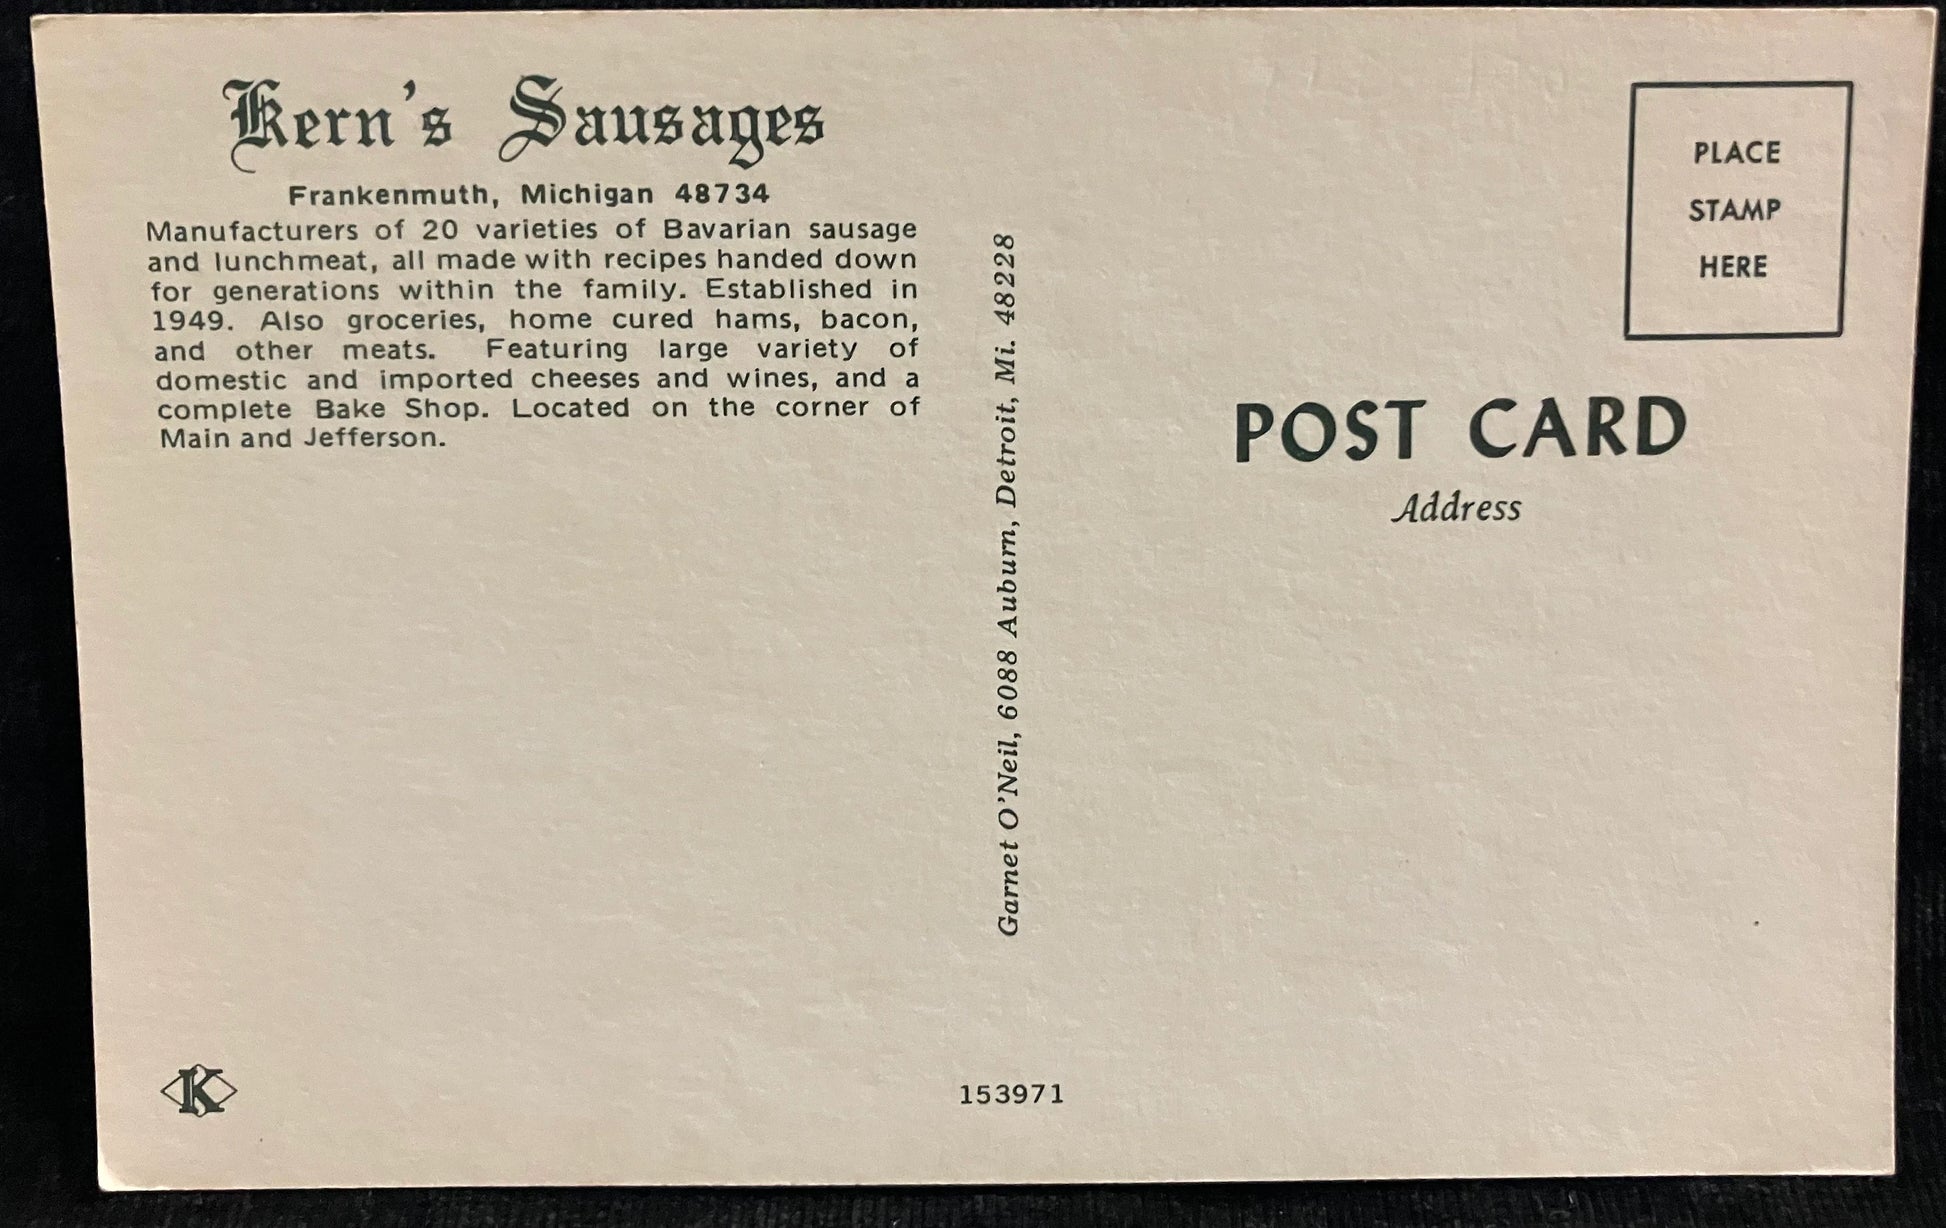 Kern's Sausages
Frankenmuth, Michigan 48734
Manufacturers of 20 varieties of Bavarian sausage
and lunchmeat, all made with recipes handed down
for generations within the family. Established in
1949. Also groceries, home cured hams, bacon,
and other meats. Featuring large variety of
domestic and imported cheeses and wines, and a
complete Bake Shop. Located on the corner of
Main and Jefferson.
Garnet O'Neil, 6088 Auburn, Detroit, Mi. 48228
PLACE
STAMP
HERE
POST CARD
Address
K
153971